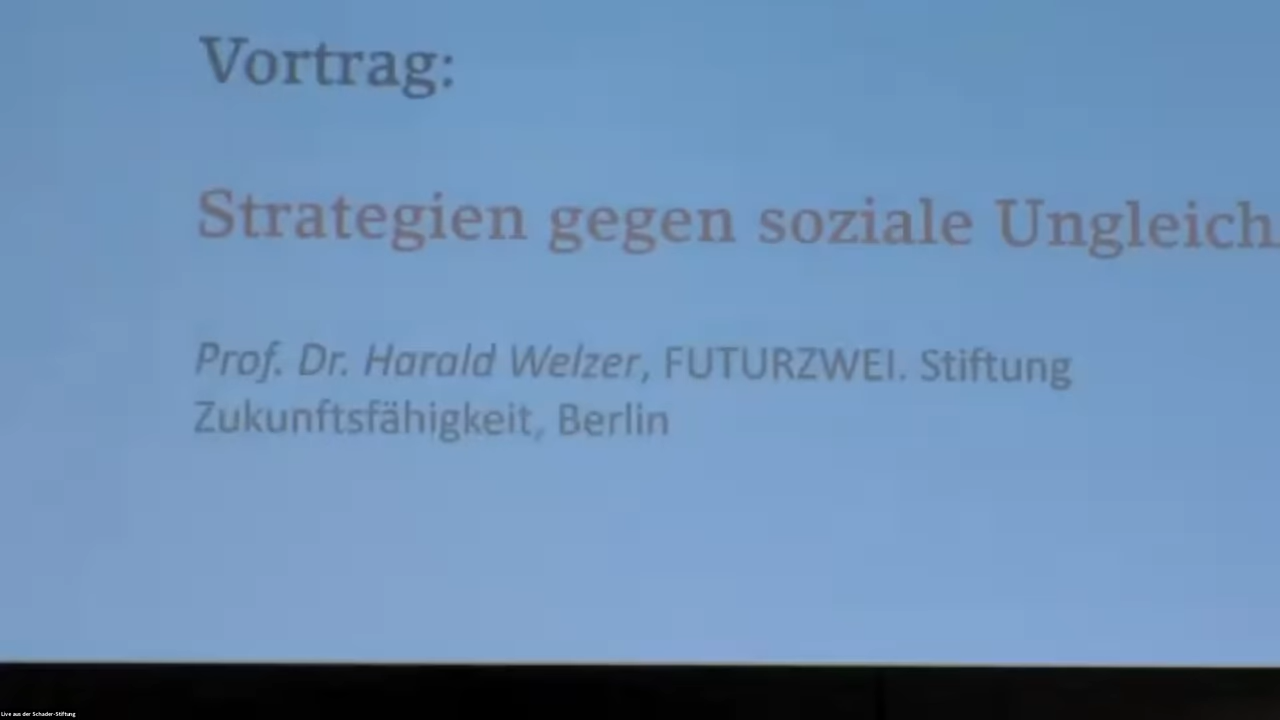 Vortrag:
Strategien gegen soziale Ungleich
Prof. Dr. Harald Welzer, FUTURZWEI. Stiftung
Zukunftsfähigkeit, Berlin
Live aus der Schader-Stiftung